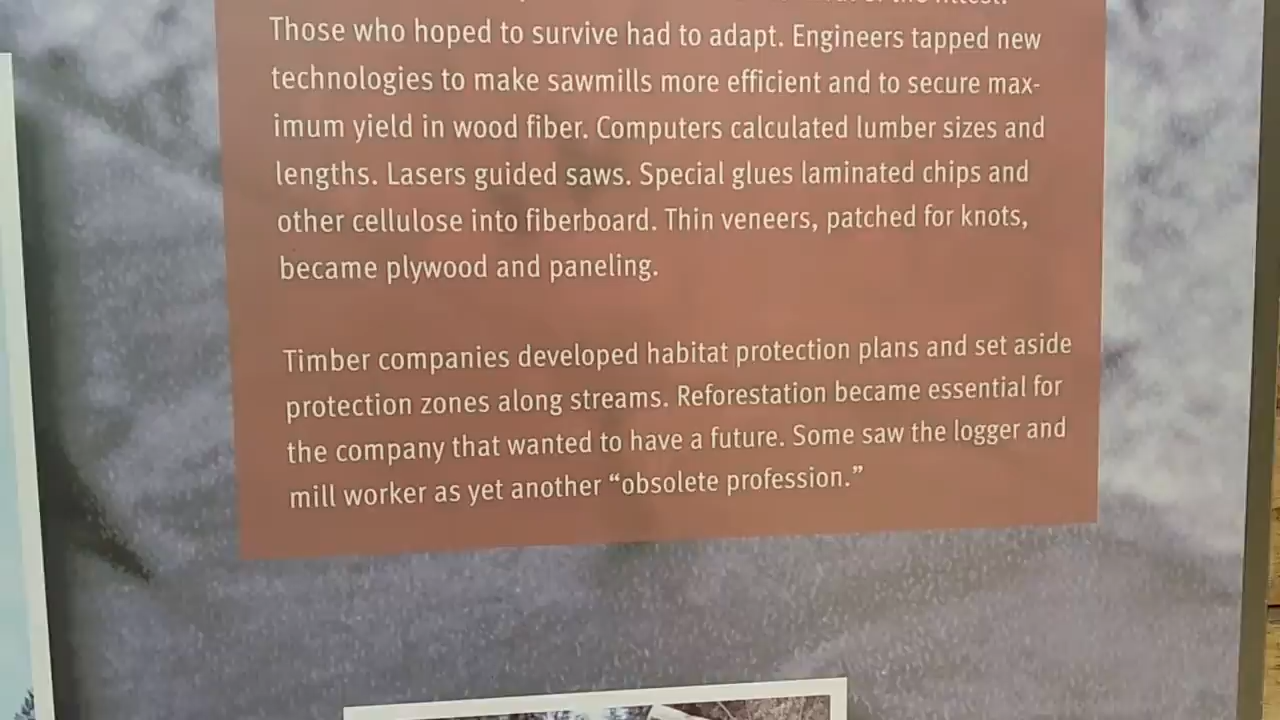 the fittest.
Those who hoped to survive had to adapt. Engineers tapped new
technologies to make sawmills more efficient and to secure max-
imum yield in wood fiber. Computers calculated lumber sizes and
lengths. Lasers guided saws. Special glues laminated chips and
other cellulose into fiberboard. Thin veneers, patched for knots,
became plywood and paneling.
Timber companies developed habitat protection plans and set aside
protection zones along streams. Reforestation became essential for
the company that wanted to have a future. Some saw the logger and
mill worker as yet another “obsolete profession.”